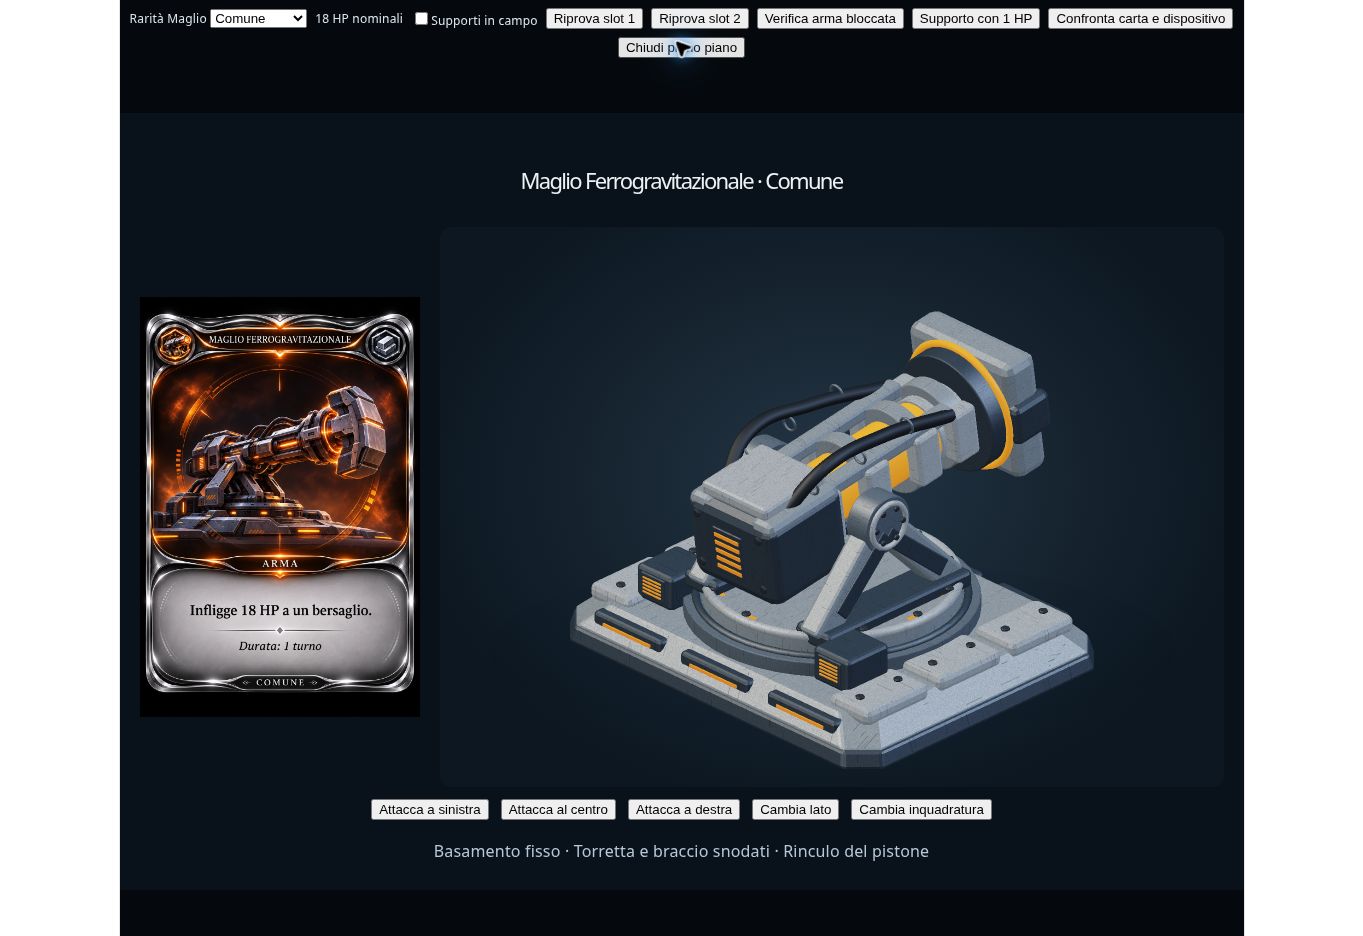 Rarità Maglio Comune 18 HP nominali Supporti in campo Riprova slot 1 Riprova slot 2 Verifica arma bloccata Supporto con 1 HP Confronta carta e dispositivo
Chiudi piano
Maglio Ferrogravitazionale · Comune
MAGLIO FERROGRAVITAZIONALE
ARMA
Infligge 18 HP a un bersaglio.
Durata: 1 turno
COMUNE
Attacca a sinistra Attacca al centro Attacca a destra Cambia lato Cambia inquadratura
Basamento fisso · Torretta e braccio snodati · Rinculo del pistone